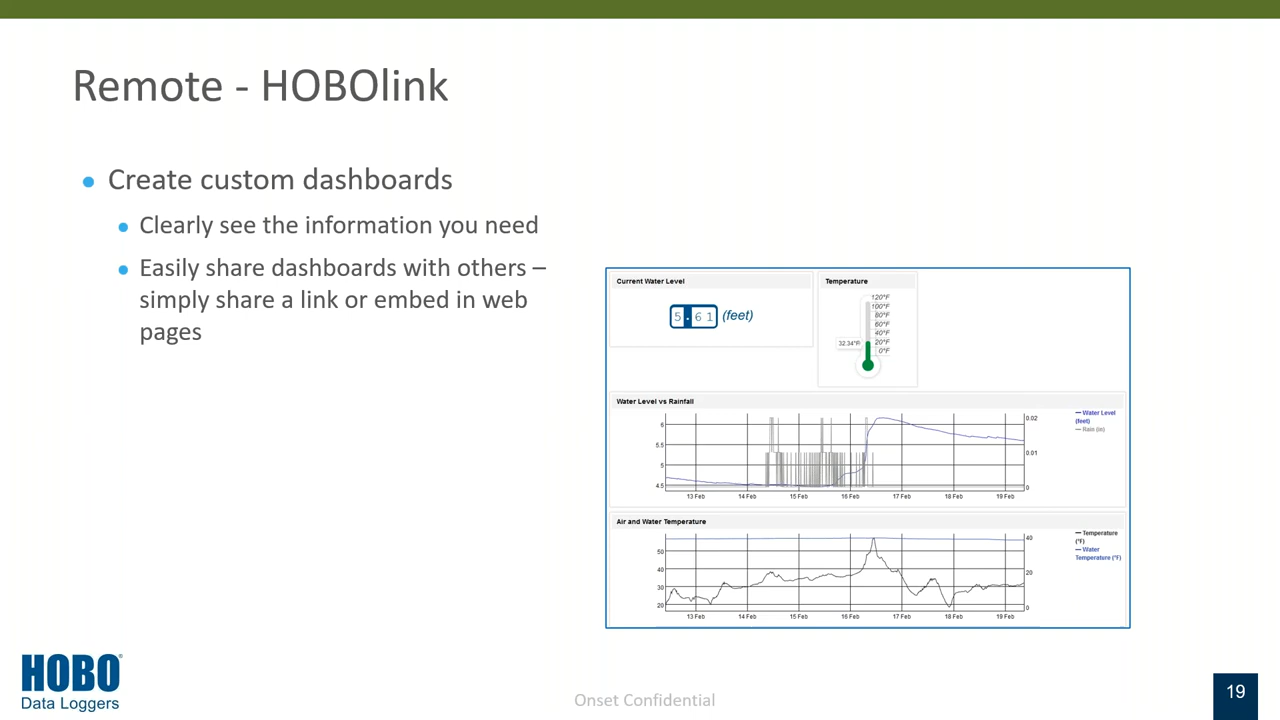 Remote - HOBOlink
Create custom dashboards
Clearly see the information you need
Easily share dashboards with others –
simply share a link or embed in web
pages
Current Water Level
5.61 (feet)
Temperature
120°F
100°F
80°F
60°F
40°F
20°F
0°F
32.34°F
Water Level vs Rainfall
6
5.5
5
4.5
0.02
0.01
0
13 Feb 14 Feb 15 Feb 16 Feb 17 Feb 18 Feb 19 Feb
Water Level
(feet)
Rain (in)
Air and Water Temperature
50
40
30
20
40
20
0
13 Feb 14 Feb 15 Feb 16 Feb 17 Feb 18 Feb 19 Feb
Temperature
(°F)
Water
Temperature (°F)
HOBO®
Data Loggers
Onset Confidential
19